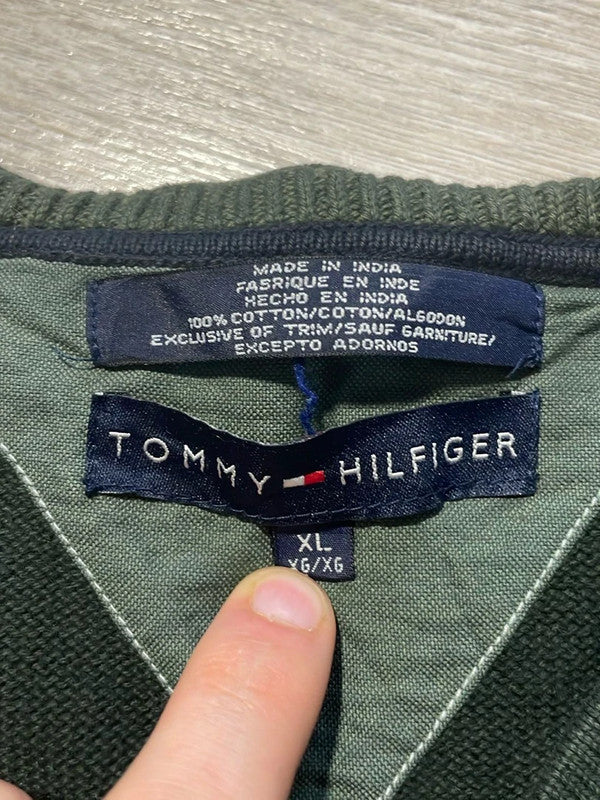 MADE IN INDIA
FABRIQUE EN INDE
HECHO EN INDIA
100% COTTON/COTON/ALGODON
EXCLUSIVE OF TRIM/SAUF GARNITURE/
EXCEPTO ADORNOS
TOMMY HILFIGER
XL
XG/XG